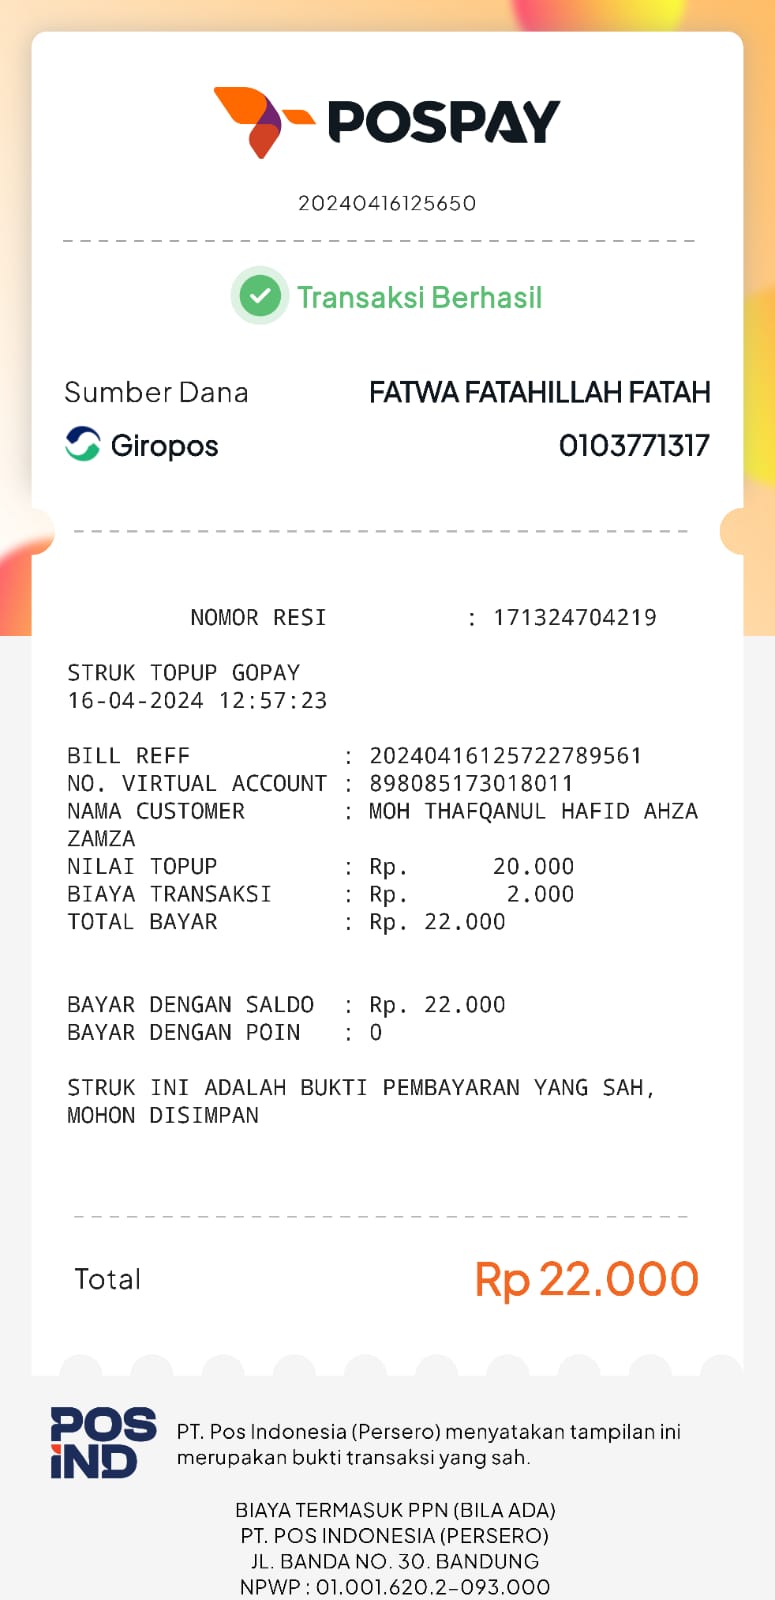 POSPAY
20240416125650
Transaksi Berhasil
Sumber Dana FATWA FATAHILLAH FATAH
Giropos 0103771317
NOMOR RESI : 171324704219
STRUK TOPUP GOPAY
16-04-2024 12:57:23
BILL REFF : 20240416125722789561
NO. VIRTUAL ACCOUNT : 898085173018011
NAMA CUSTOMER : MOH THAFQANUL HAFID AHZA
ZAMZA
NILAI TOPUP : Rp. 20.000
BIAYA TRANSAKSI : Rp. 2.000
TOTAL BAYAR : Rp. 22.000
BAYAR DENGAN SALDO : Rp. 22.000
BAYAR DENGAN POIN : 0
STRUK INI ADALAH BUKTI PEMBAYARAN YANG SAH,
MOHON DISIMPAN
Total Rp 22.000
POS
IND
PT. Pos Indonesia (Persero) menyatakan tampilan ini
merupakan bukti transaksi yang sah.
BIAYA TERMASUK PPN (BILA ADA)
PT. POS INDONESIA (PERSERO)
JL. BANDA NO. 30. BANDUNG
NPWP : 01.001.620.2-093.000